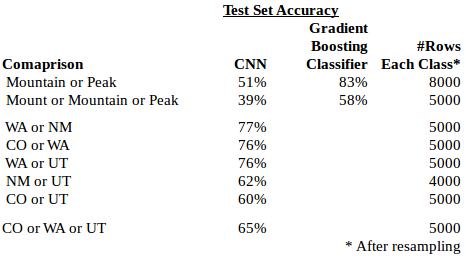 Test Set Accuracy
Gradient
Boosting #Rows
Comaprison CNN Classifier Each Class*
Mountain or Peak 51% 83% 8000
Mount or Mountain or Peak 39% 58% 5000
WA or NM 77% 5000
CO or WA 76% 5000
WA or UT 76% 5000
NM or UT 62% 4000
CO or UT 60% 5000
CO or WA or UT 65% 5000
* After resampling